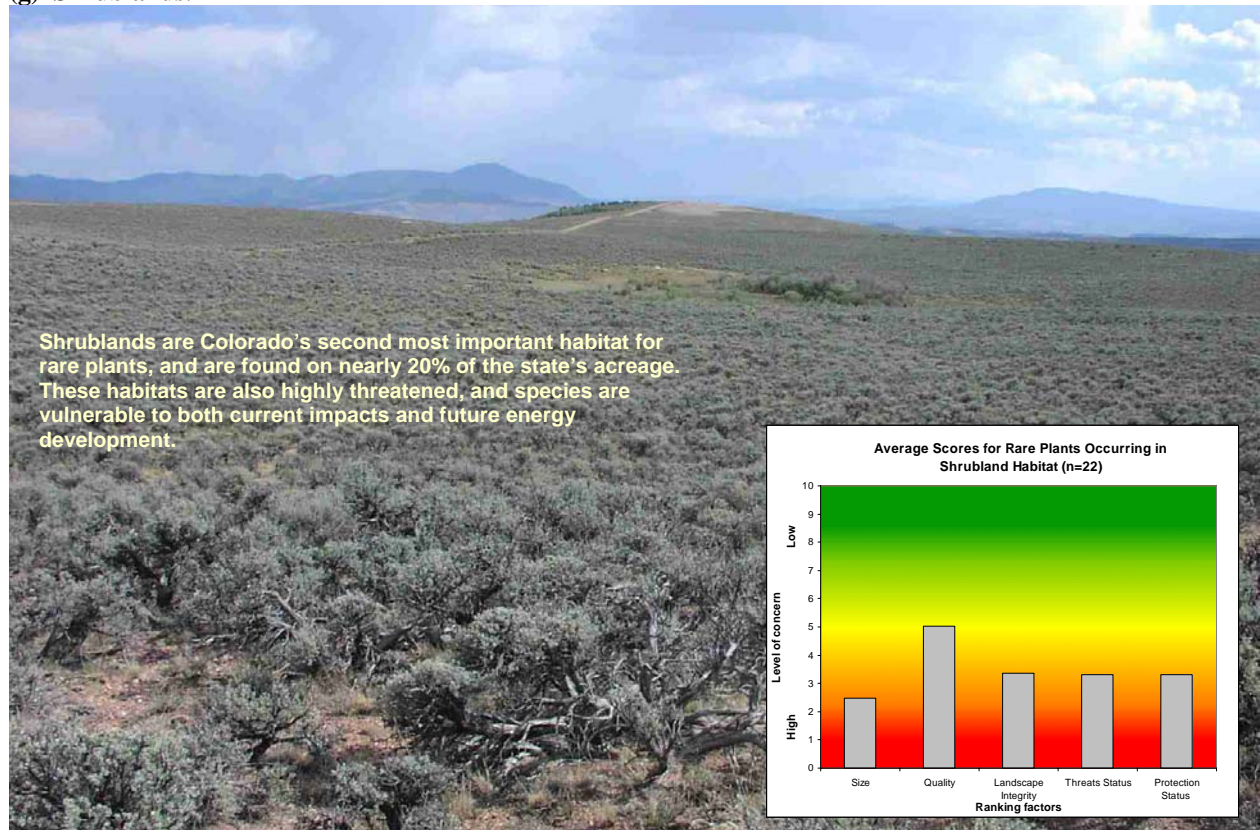 Shrublands are Colorado's second most important habitat for
rare plants, and are found on nearly 20% of the state's acreage.
These habitats are also highly threatened, and species are
vulnerable to both current impacts and future energy
development.
Average Scores for Rare Plants Occurring in
Shrubland Habitat (n=22)
Level of concern
Low
High
10
9
8
7
6
5
4
3
2
1
0
Size
Quality
Landscape
Integrity
Threats Status
Protection
Status
Ranking factors